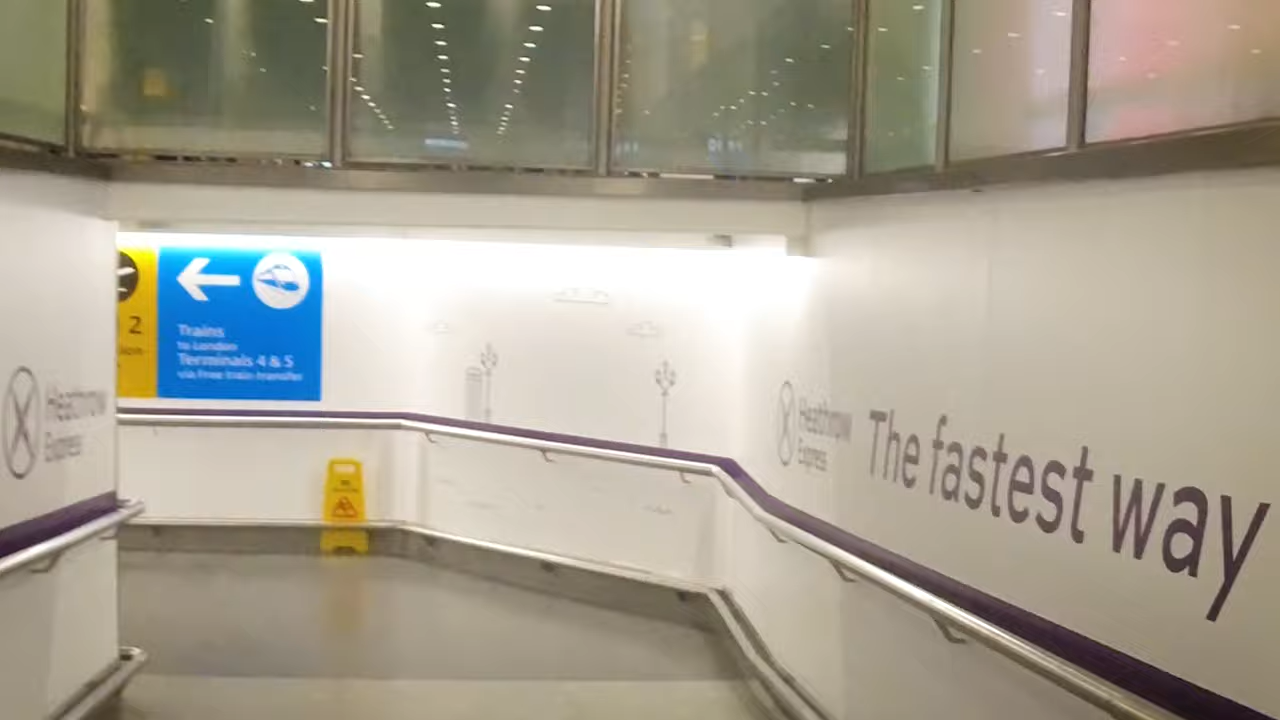 2
Trains
to London
Terminals 4 & 5
via Free train transfer
Heathrow
Express
Heathrow
Express
The fastest way